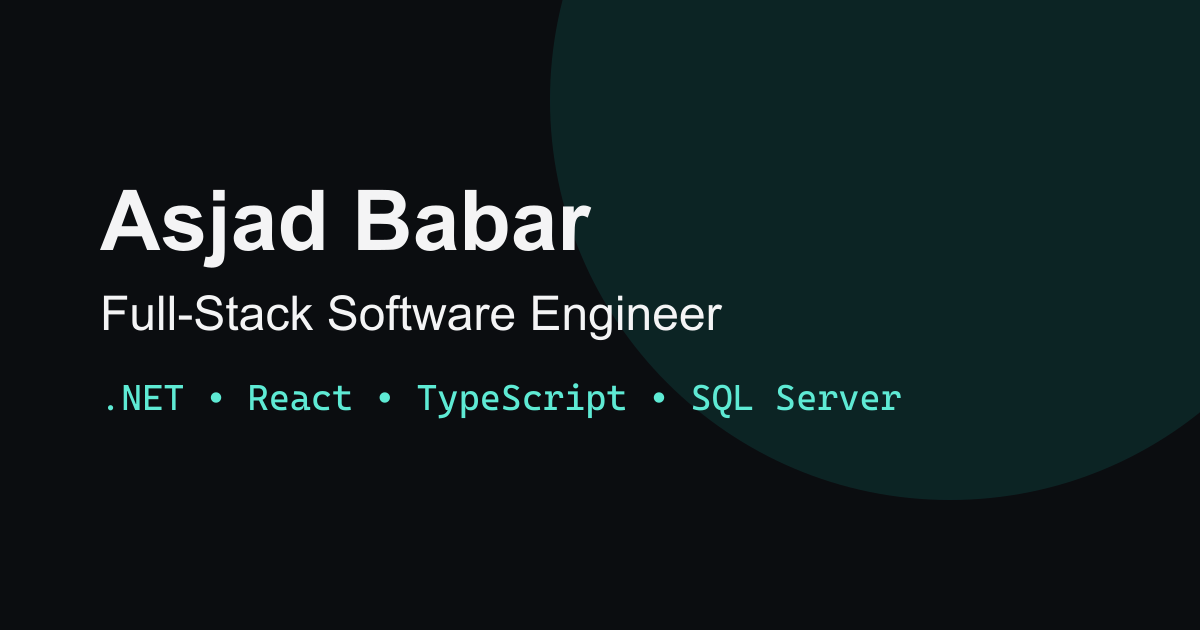 Asjad Babar
Full-Stack Software Engineer
.NET • React • TypeScript • SQL Server